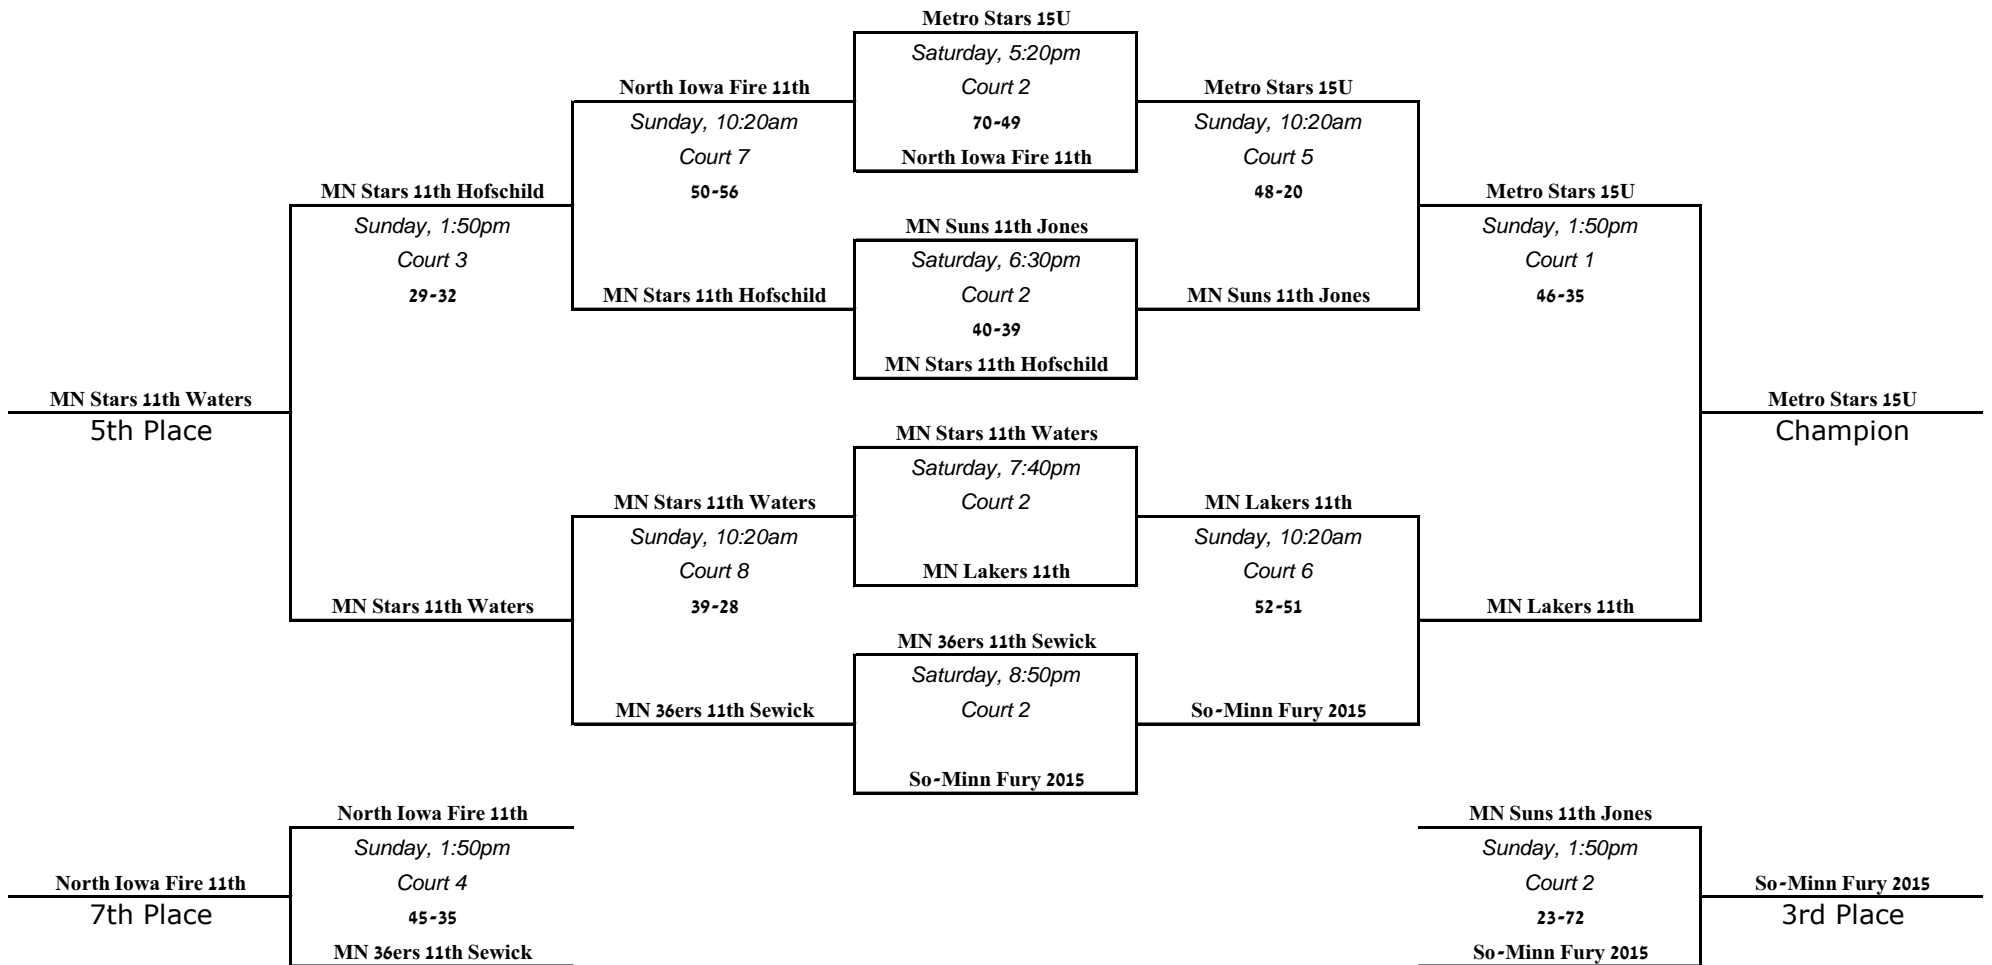 Metro Stars 15U
Saturday, 5:20pm
North Iowa Fire 11th
Court 2
Metro Stars 15U
Sunday, 10:20am
70-49
Sunday, 10:20am
Court 7
North Iowa Fire 11th
Court 5
MN Stars 11th Hofschild
50-56
48-20
Metro Stars 15U
Sunday, 1:50pm
MN Suns 11th Jones
Sunday, 1:50pm
Court 3
Saturday, 6:30pm
Court 1
29-32
MN Stars 11th Hofschild
Court 2
MN Suns 11th Jones
46-35
40-39
MN Stars 11th Hofschild
MN Stars 11th Waters
Metro Stars 15U
5th Place
MN Stars 11th Waters
Champion
Saturday, 7:40pm
MN Stars 11th Waters
Court 2
MN Lakers 11th
Sunday, 10:20am
Sunday, 10:20am
Court 8
MN Lakers 11th
Court 6
MN Stars 11th Waters
39-28
52-51
MN Lakers 11th
MN 36ers 11th Sewick
Saturday, 8:50pm
MN 36ers 11th Sewick
Court 2
So-Minn Fury 2015
So-Minn Fury 2015
North Iowa Fire 11th
MN Suns 11th Jones
Sunday, 1:50pm
Sunday, 1:50pm
North Iowa Fire 11th
Court 4
Court 2
So-Minn Fury 2015
7th Place
45-35
23-72
3rd Place
MN 36ers 11th Sewick
So-Minn Fury 2015